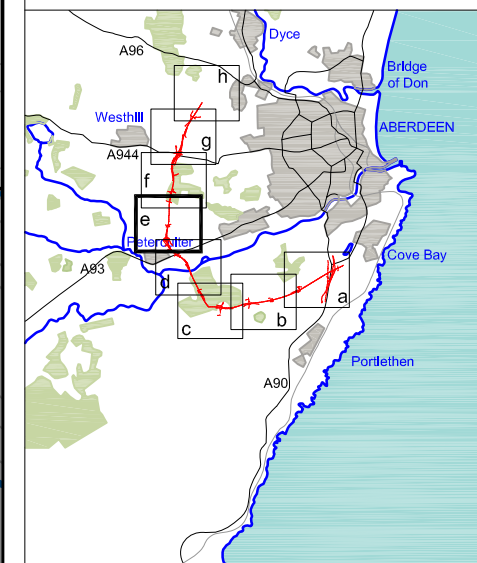 Dyce
A96
h
Bridge
of Don
Westhill
ABERDEEN
g
A944
f
e
Peterculter
Cove Bay
A93
d
a
b
c
Portlethen
A90